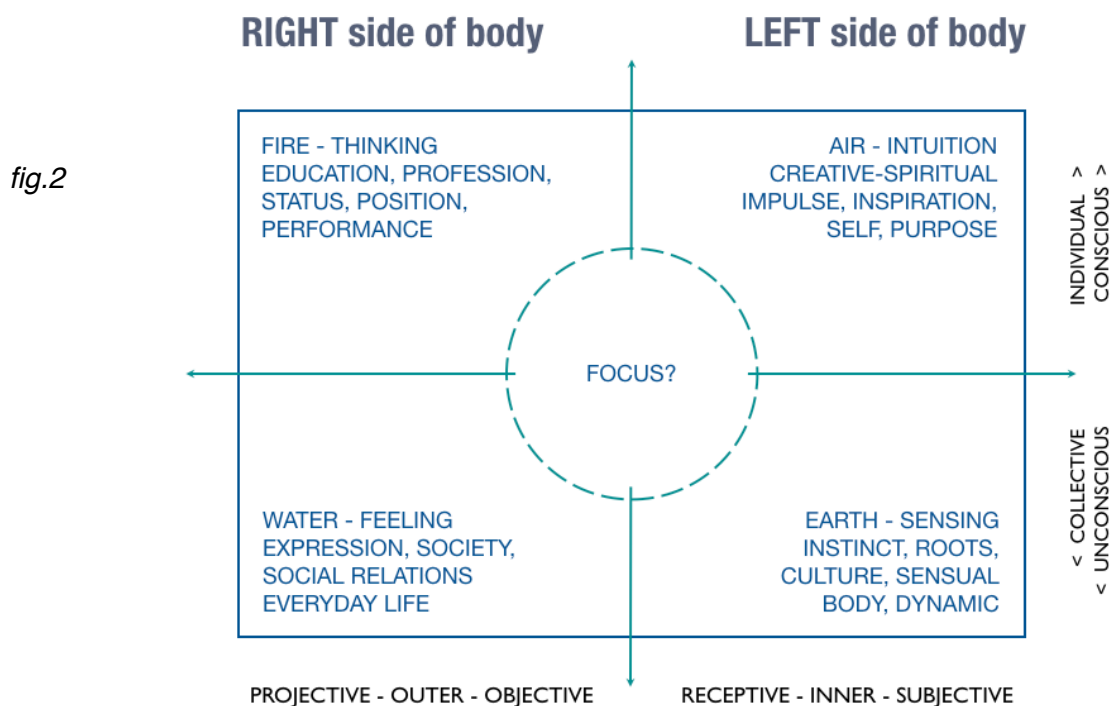 RIGHT side of body
LEFT side of body
fig.2
FIRE - THINKING
EDUCATION, PROFESSION,
STATUS, POSITION,
PERFORMANCE
AIR - INTUITION
CREATIVE-SPIRITUAL
IMPULSE, INSPIRATION,
SELF, PURPOSE
INDIVIDUAL >
CONSCIOUS >
FOCUS?
WATER - FEELING
EXPRESSION, SOCIETY,
SOCIAL RELATIONS
EVERYDAY LIFE
EARTH - SENSING
INSTINCT, ROOTS,
CULTURE, SENSUAL
BODY, DYNAMIC
< COLLECTIVE
< UNCONSCIOUS
PROJECTIVE - OUTER - OBJECTIVE
RECEPTIVE - INNER - SUBJECTIVE